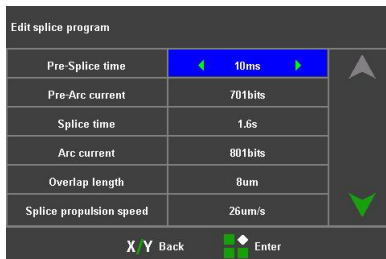 Edit splice program
Pre-Splice time 10ms
Pre-Arc current 701bits
Splice time 1.6s
Arc current 801bits
Overlap length 8um
Splice propulsion speed 26um/s
X/Y Back Enter